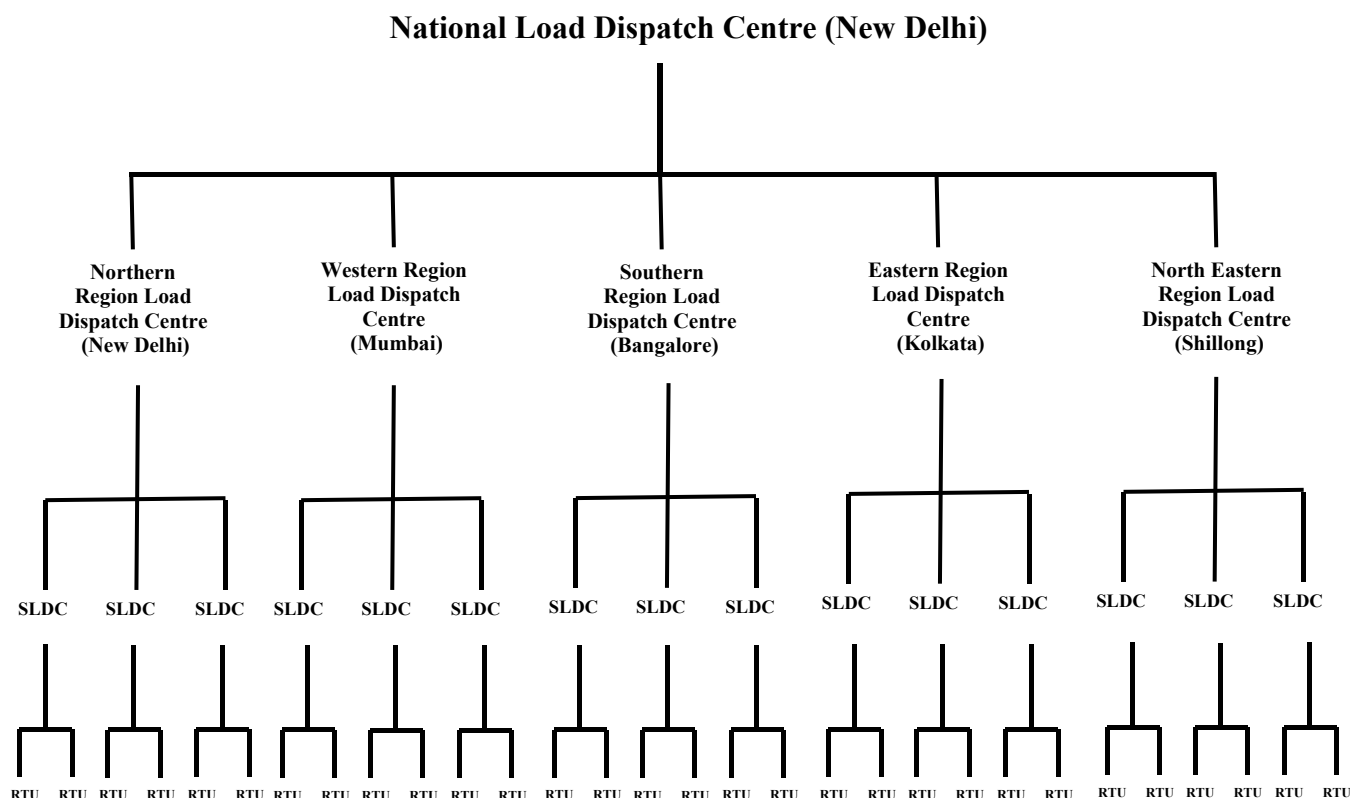 National Load Dispatch Centre (New Delhi)
Northern
Region Load
Dispatch Centre
(New Delhi)
Western Region
Load Dispatch
Centre
(Mumbai)
Southern
Region Load
Dispatch Centre
(Bangalore)
Eastern Region
Load Dispatch
Centre
(Kolkata)
North Eastern
Region Load
Dispatch Centre
(Shillong)
SLDC SLDC SLDC SLDC SLDC SLDC SLDC SLDC SLDC SLDC SLDC SLDC SLDC SLDC SLDC
RTU RTU RTU RTU RTU RTU RTU RTU RTU RTU RTU RTU RTU RTU RTU RTU RTU RTU RTU RTU RTU RTU RTU RTU RTU RTU RTU RTU RTU RTU